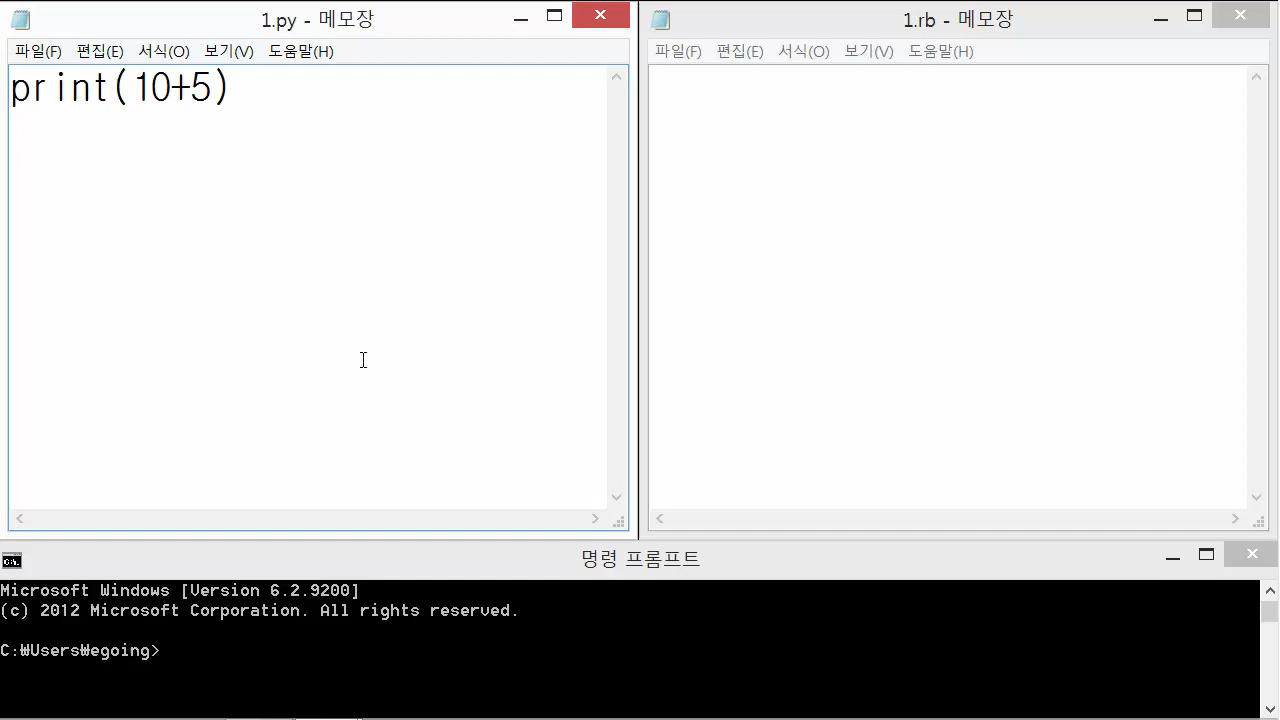 1.py - 메모장
파일(F) 편집(E) 서식(O) 보기(V) 도움말(H)
print(10+5)
1.rb - 메모장
파일(F) 편집(E) 서식(O) 보기(V) 도움말(H)
명령 프롬프트
Microsoft Windows [Version 6.2.9200]
(c) 2012 Microsoft Corporation. All rights reserved.
C:₩Users₩egoing>